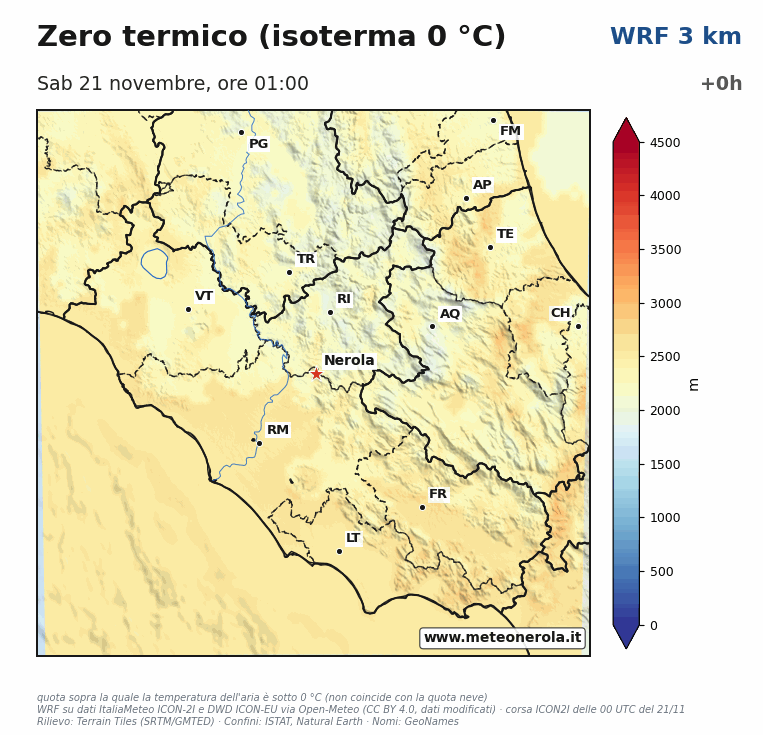 Zero termico (isoterma 0 °C)
WRF 3 km
Sab 21 novembre, ore 01:00
+0h
FM
PG
AP
TE
TR
VT
RI
AQ
CH
Nerola
RM
FR
LT
www.meteonerola.it
4500
4000
3500
3000
2500
2000
1500
1000
500
0
m
quota sopra la quale la temperatura dell'aria è sotto 0 °C (non coincide con la quota neve)
WRF su dati ItaliaMeteo ICON-2I e DWD ICON-EU via Open-Meteo (CC BY 4.0, dati modificati) · corsa ICON2I delle 00 UTC del 21/11
Rilievo: Terrain Tiles (SRTM/GMTED) · Confini: ISTAT, Natural Earth · Nomi: GeoNames